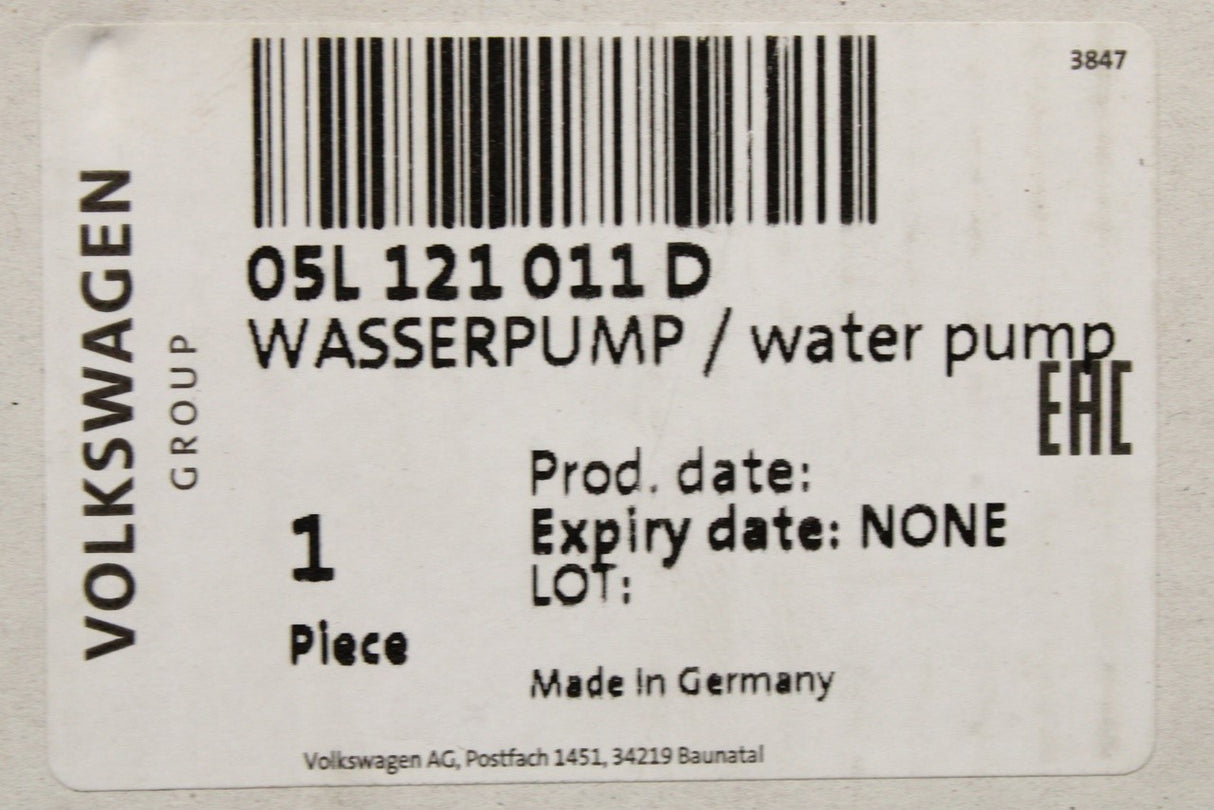 3847
VOLKSWAGEN
GROUP
05L 121 011 D
WASSERPUMP / water pump
EAC
Prod. date:
Expiry date: NONE
LOT:
1
Piece
Made in Germany
Volkswagen AG, Postfach 1451, 34219 Baunatal